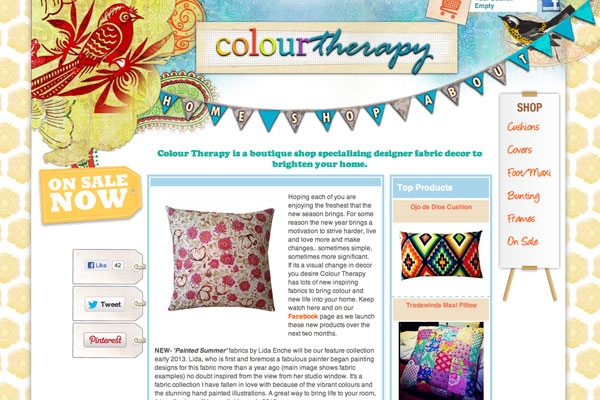 Your Basket
Empty
colourtherapy
HOME SHOP ABOUT
Colour Therapy is a boutique shop specialising designer fabric decor to
brighten your home.
ON SALE
NOW
Like 42
Tweet
Pinterest
Hoping each of you are
enjoying the freshest that the
new season brings. For some
reason the new year brings a
motivation to strive harder, live
and love more and make
changes.. sometimes simple,
sometimes more significant.
If its a visual change in decor
you desire Colour Therapy
has lots of new inspiring
fabrics to bring colour and
new life into your home. Keep
watch here and on our
Facebook page as we launch
these new products over the
next two months.
NEW- 'Painted Summer' fabrics by Lida Enche will be our feature collection
early 2013. Lida, who is first and foremost a fabulous painter began painting
designs for this fabric more than a year ago (main image shows fabric
examples) no doubt inspired from the view from her studio window. It's a
fabric collection I have fallen in love with because of the vibrant colours and
the stunning hand painted illustrations. A great way to bring life to your room,
Top Products
Ojo de Dios Cushion
Tradewinds Maxi Pillow
SHOP
Cushions
Covers
Foot/Maxi
Bunting
Frames
On Sale